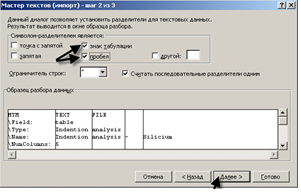 Мастер текстов (импорт) - шаг 2 из 3
Данный диалог позволяет установить разделители для текстовых данных.
Результат выводится в окне образца разбора.
Символом-разделителем является:
точка с запятой
знак табуляции
запятая
пробел
другой:
Ограничитель строк: "
Считать последовательные разделители одним
Образец разбора данных
MTM TEXT FILE
\Field: table
\Type: Indention analysis
\Name: Indention analysis - Silicium
\NumColumns: 5
Отмена < Назад Далее > Готово